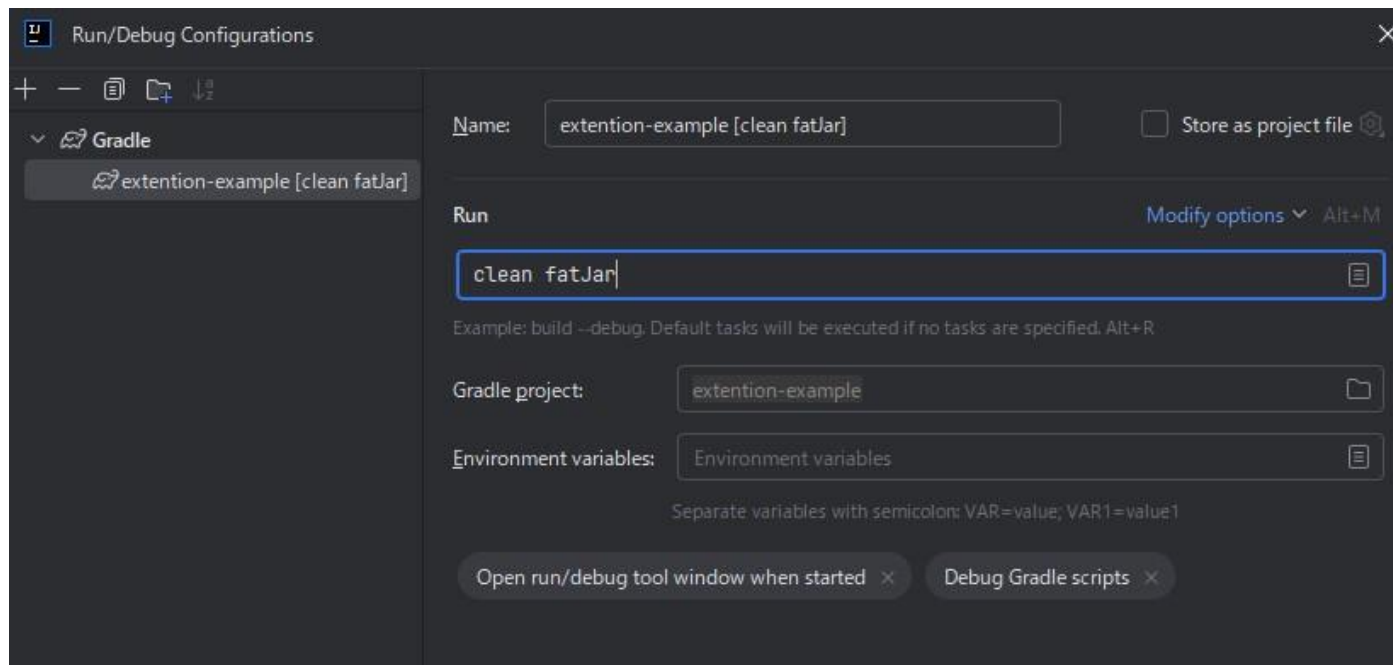 Run/Debug Configurations
Name: extention-example [clean fatJar] Store as project file
Gradle
extention-example [clean fatJar]
Run Modify options Alt+M
clean fatJar
Example: build --debug. Default tasks will be executed if no tasks are specified. Alt+R
Gradle project: extention-example
Environment variables: Environment variables
Separate variables with semicolon: VAR=value; VAR1=value1
Open run/debug tool window when started × Debug Gradle scripts ×